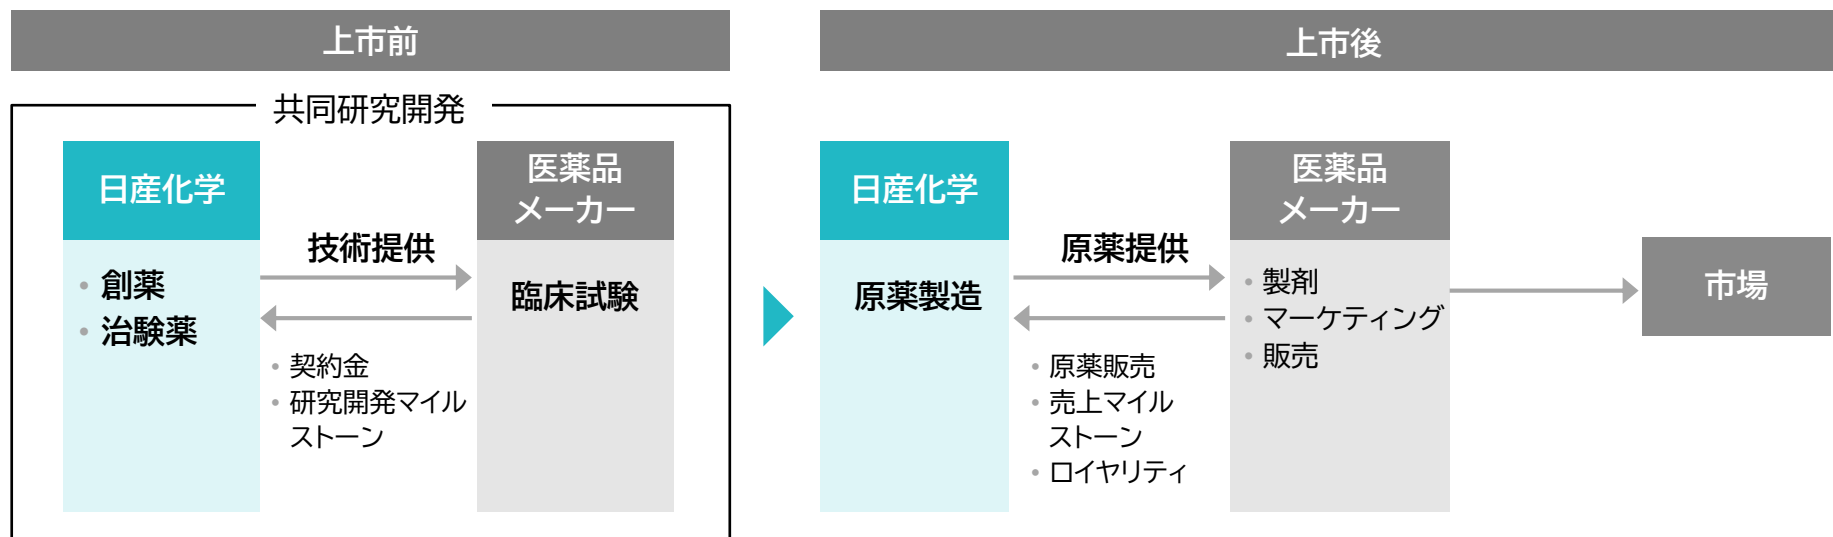 上市前
共同研究開発
日産化学
・創薬
・治験薬
技術提供
・契約金
・研究開発マイル
ストーン
医薬品
メーカー
臨床試験
上市後
日産化学
原薬製造
原薬提供
・原薬販売
・売上マイル
ストーン
・ロイヤリティ
医薬品
メーカー
・製剤
・マーケティング
・販売
市場